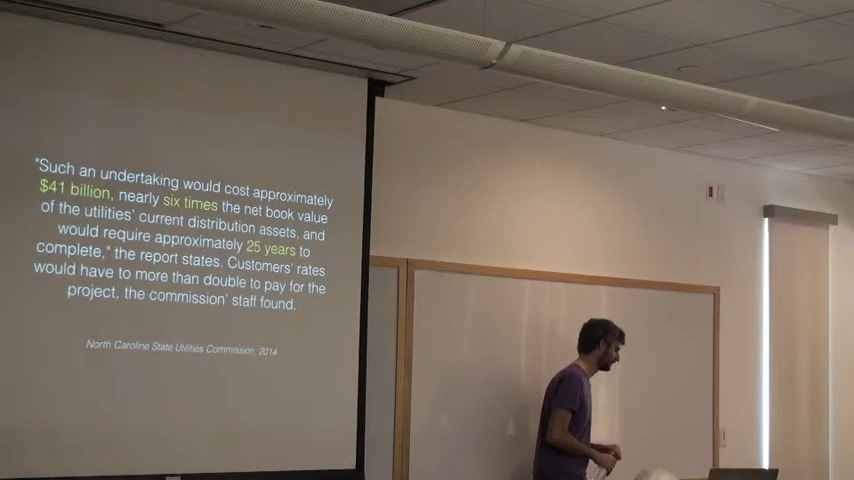 "Such an undertaking would cost approximately
$41 billion, nearly six times the net book value
of the utilities' current distribution assets, and
would require approximately 25 years to
complete," the report states. Customers' rates
would have to more than double to pay for the
project, the commission' staff found.
North Caroline State Utilities Commission, 2014